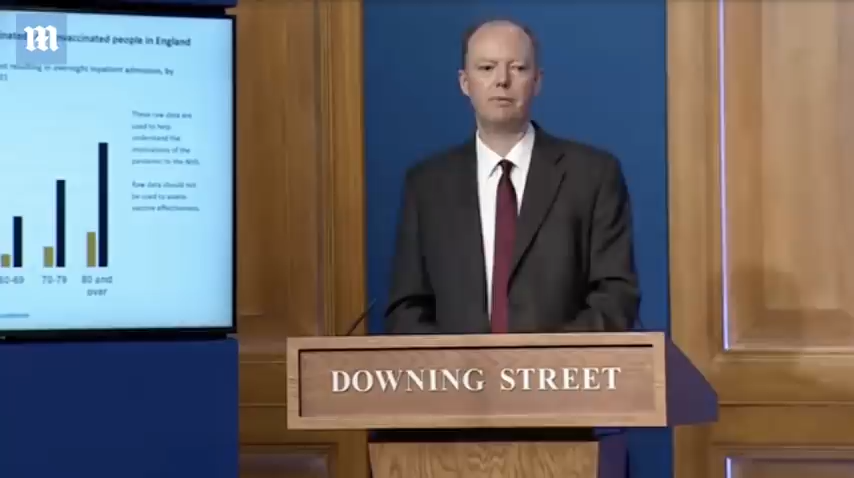 vaccinated people in England
resulting in overnight inpatient admission, by
These raw data are
used to help
understand the
implications of the
pandemic to the NHS.
Raw data should not
be used to assess
vaccine effectiveness.
60-69
70-79
80 and
over
DOWNING STREET